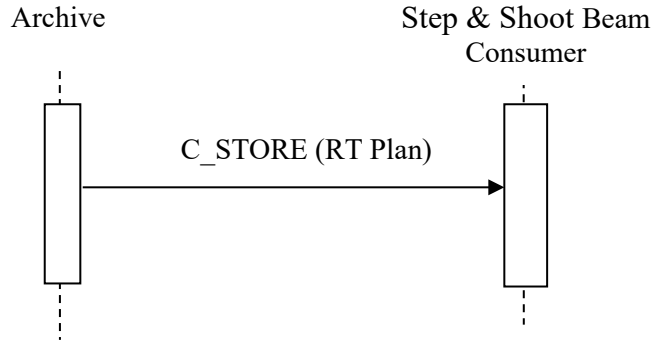 Archive
Step & Shoot Beam
Consumer
C_STORE (RT Plan)